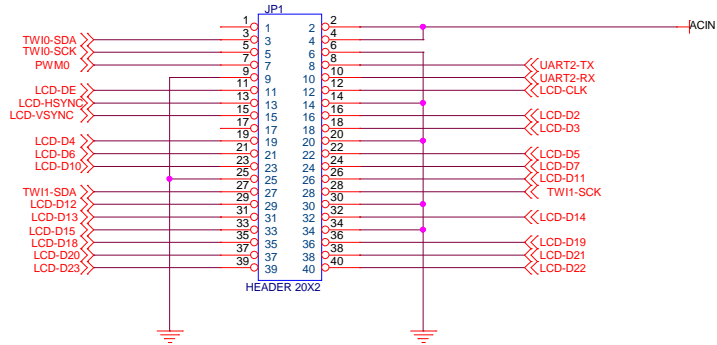 JP1
1 1 2 2 ACIN
TWI0-SDA 3 3 4 4
TWI0-SCK 5 5 6 6
PWM0 7 7 8 8 UART2-TX
9 9 10 10 UART2-RX
LCD-DE 11 11 12 12 LCD-CLK
LCD-HSYNC 13 13 14 14
LCD-VSYNC 15 15 16 16 LCD-D2
17 17 18 18 LCD-D3
LCD-D4 19 19 20 20
LCD-D6 21 21 22 22 LCD-D5
LCD-D10 23 23 24 24 LCD-D7
25 25 26 26 LCD-D11
TWI1-SDA 27 27 28 28 TWI1-SCK
LCD-D12 29 29 30 30
LCD-D13 31 31 32 32 LCD-D14
LCD-D15 33 33 34 34
LCD-D18 35 35 36 36 LCD-D19
LCD-D20 37 37 38 38 LCD-D21
LCD-D23 39 39 40 40 LCD-D22
HEADER 20X2